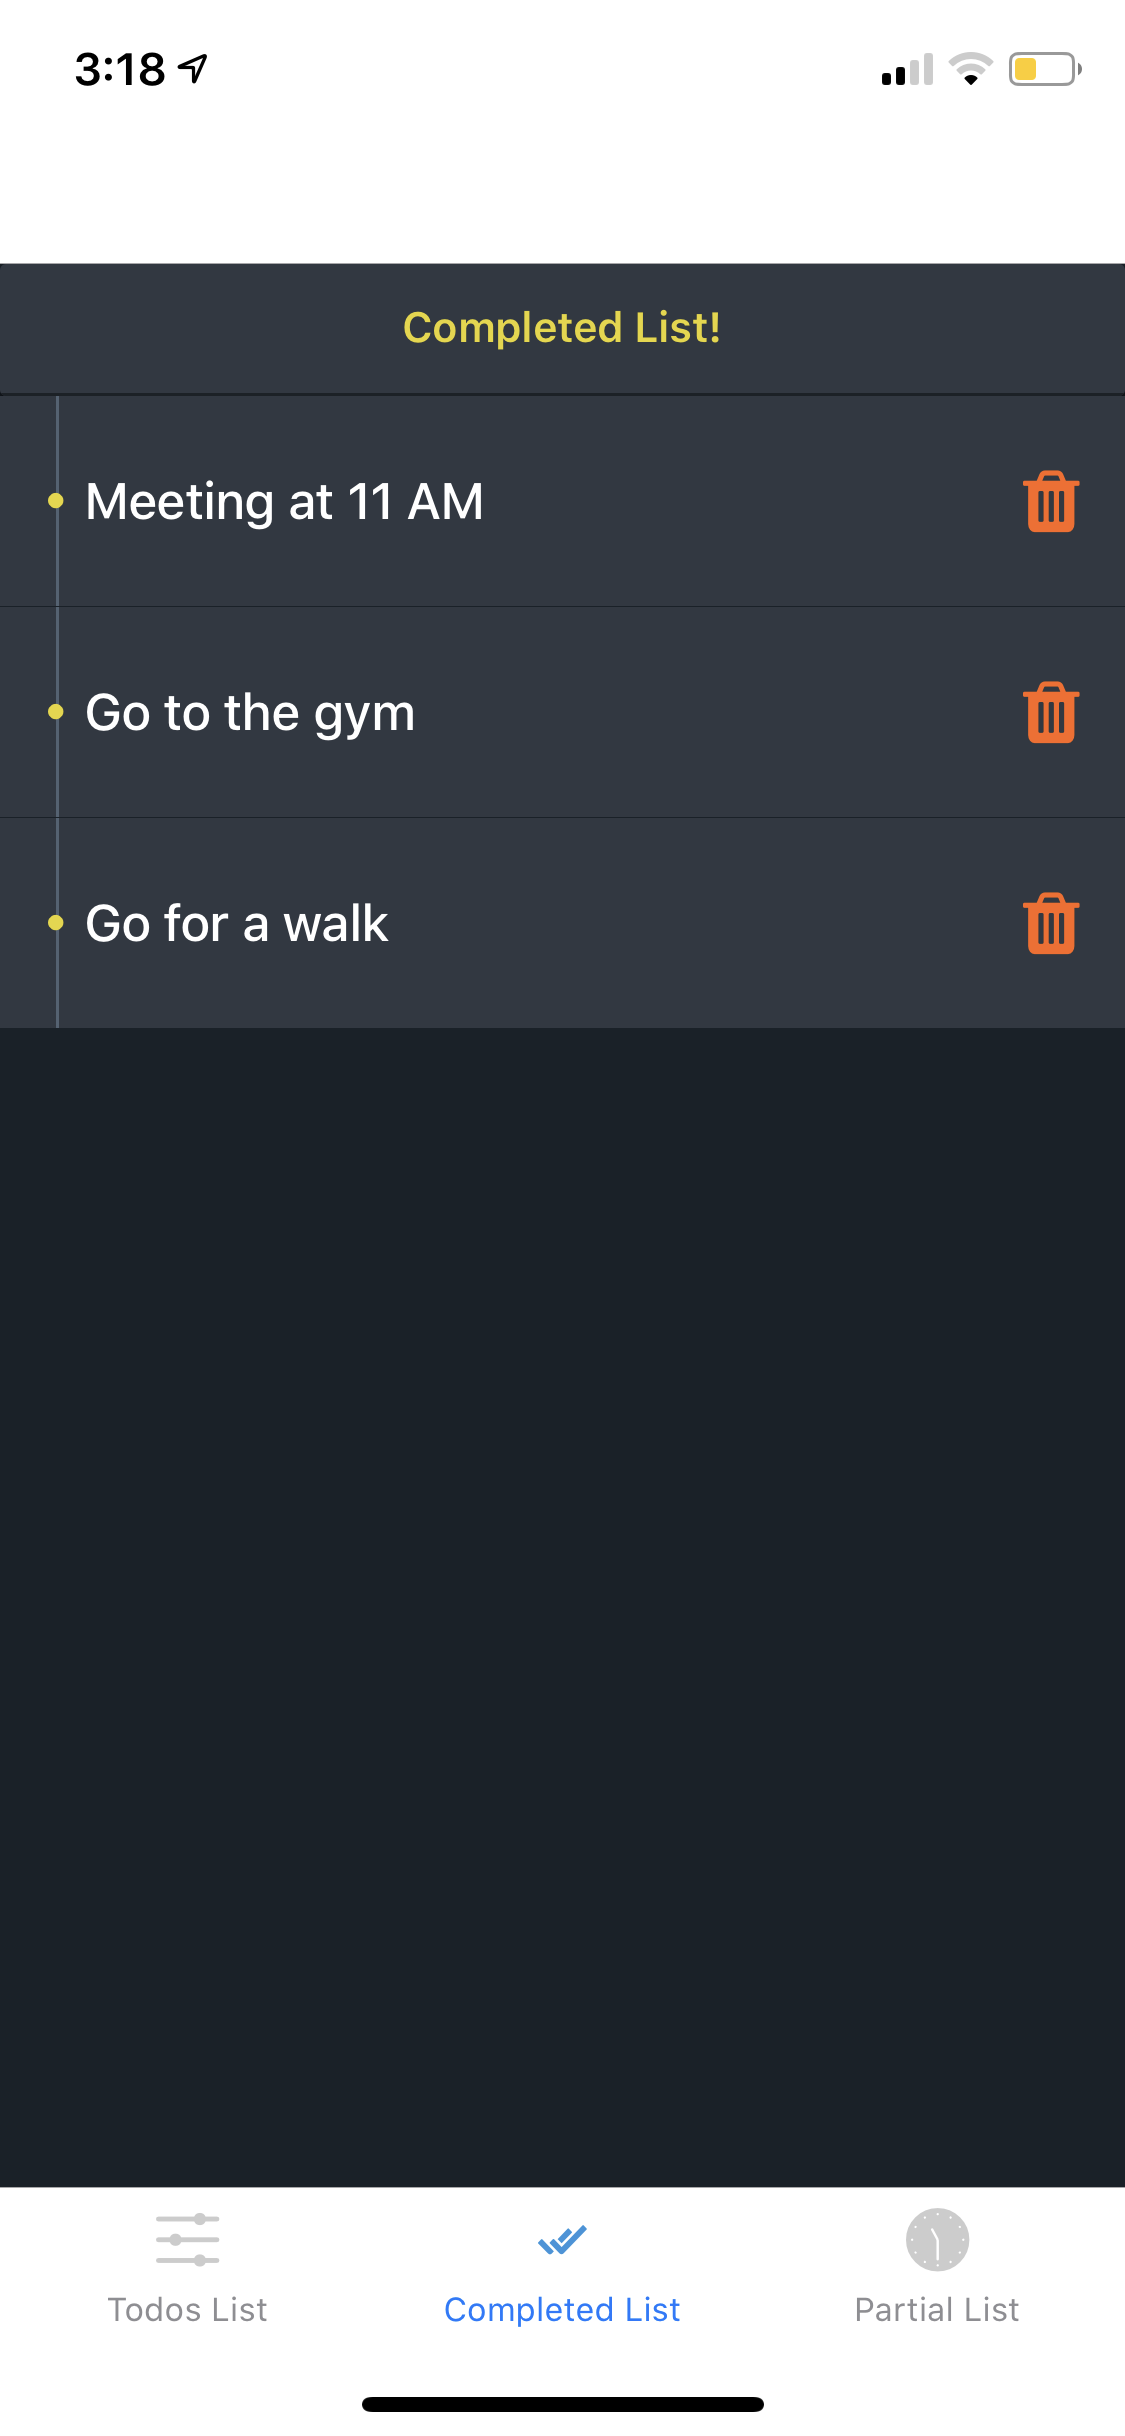 3:18
Completed List!
Meeting at 11 AM
Go to the gym
Go for a walk
Todos List
Completed List
Partial List